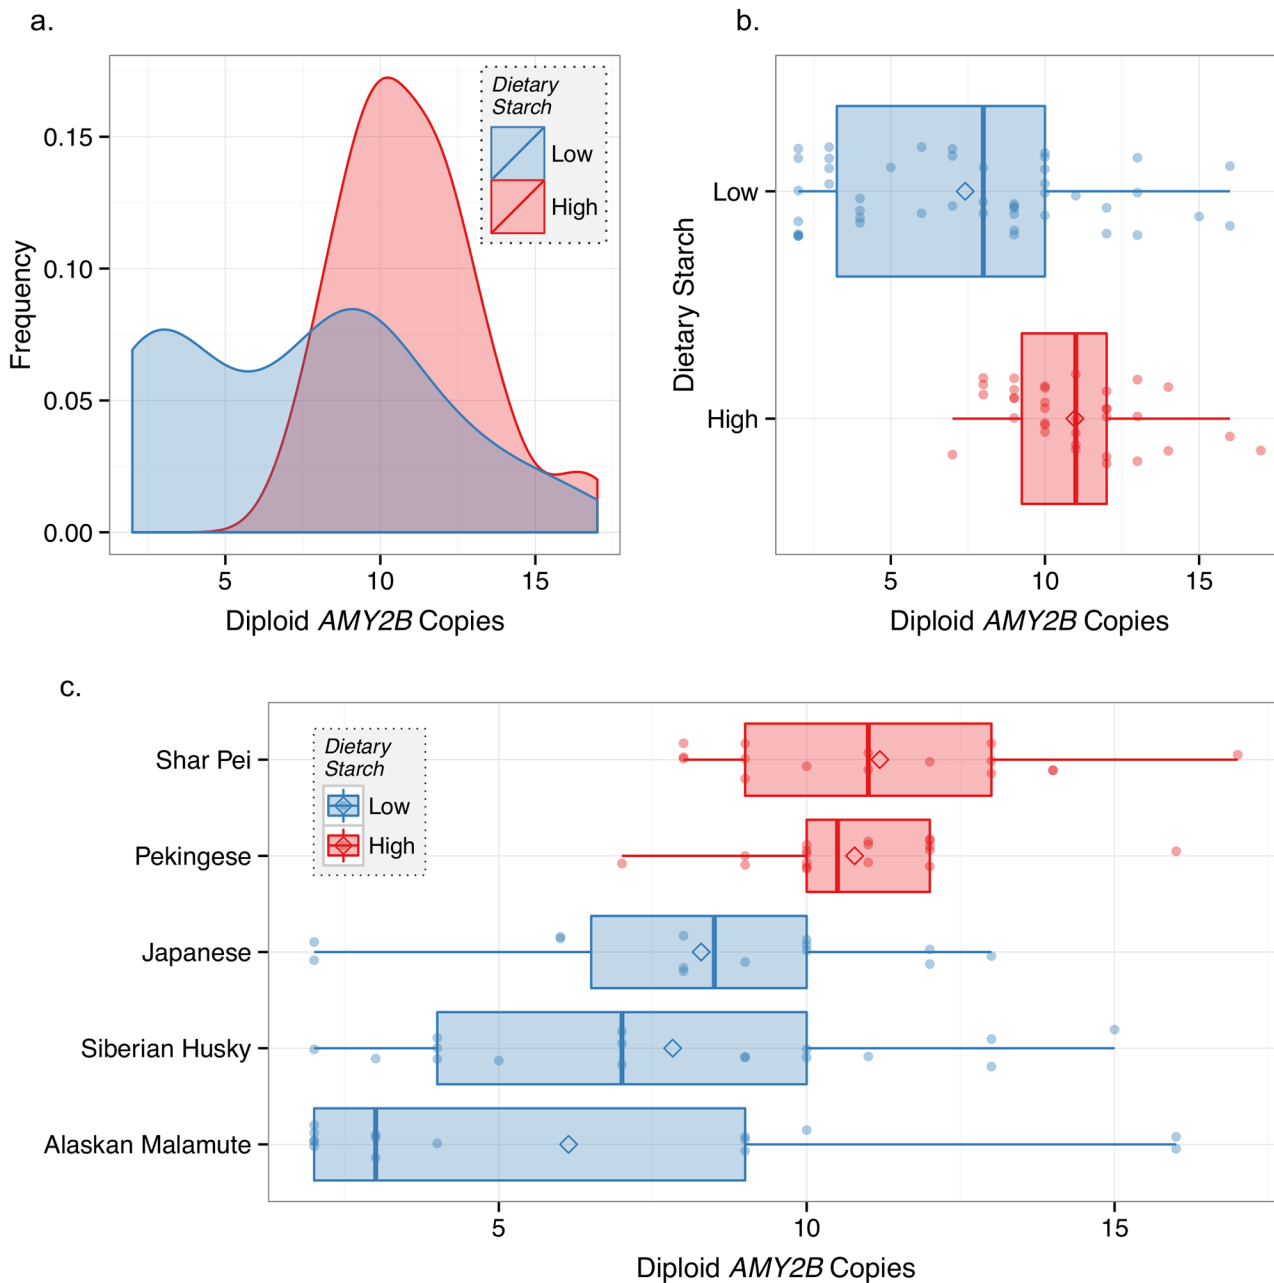 a.
Dietary
Starch
Low
High
0.15
0.10
0.05
0.00
Frequency
5
10
15
Diploid AMY2B Copies
b.
Low
High
Dietary Starch
5
10
15
Diploid AMY2B Copies
c.
Dietary
Starch
Low
High
Shar Pei
Pekingese
Japanese
Siberian Husky
Alaskan Malamute
5
10
15
Diploid AMY2B Copies